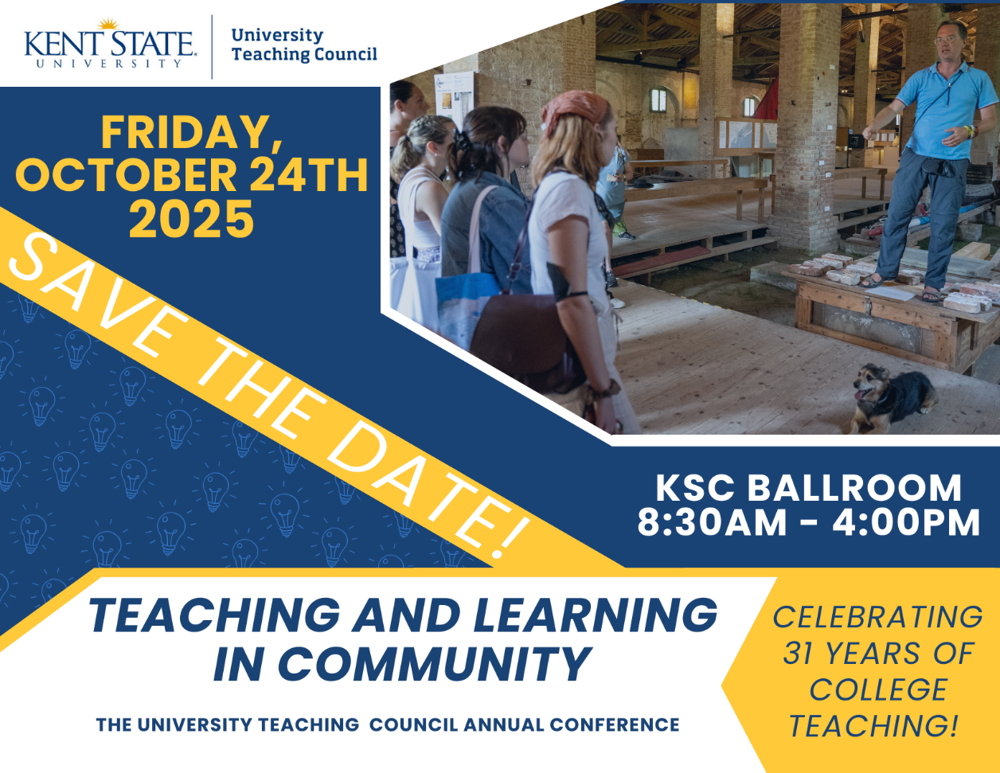 KENT STATE
UNIVERSITY
University
Teaching Council
FRIDAY,
OCTOBER 24TH
2025
SAVE THE DATE!
KSC BALLROOM
8:30AM - 4:00PM
TEACHING AND LEARNING
IN COMMUNITY
THE UNIVERSITY TEACHING COUNCIL ANNUAL CONFERENCE
CELEBRATING
31 YEARS OF
COLLEGE
TEACHING!